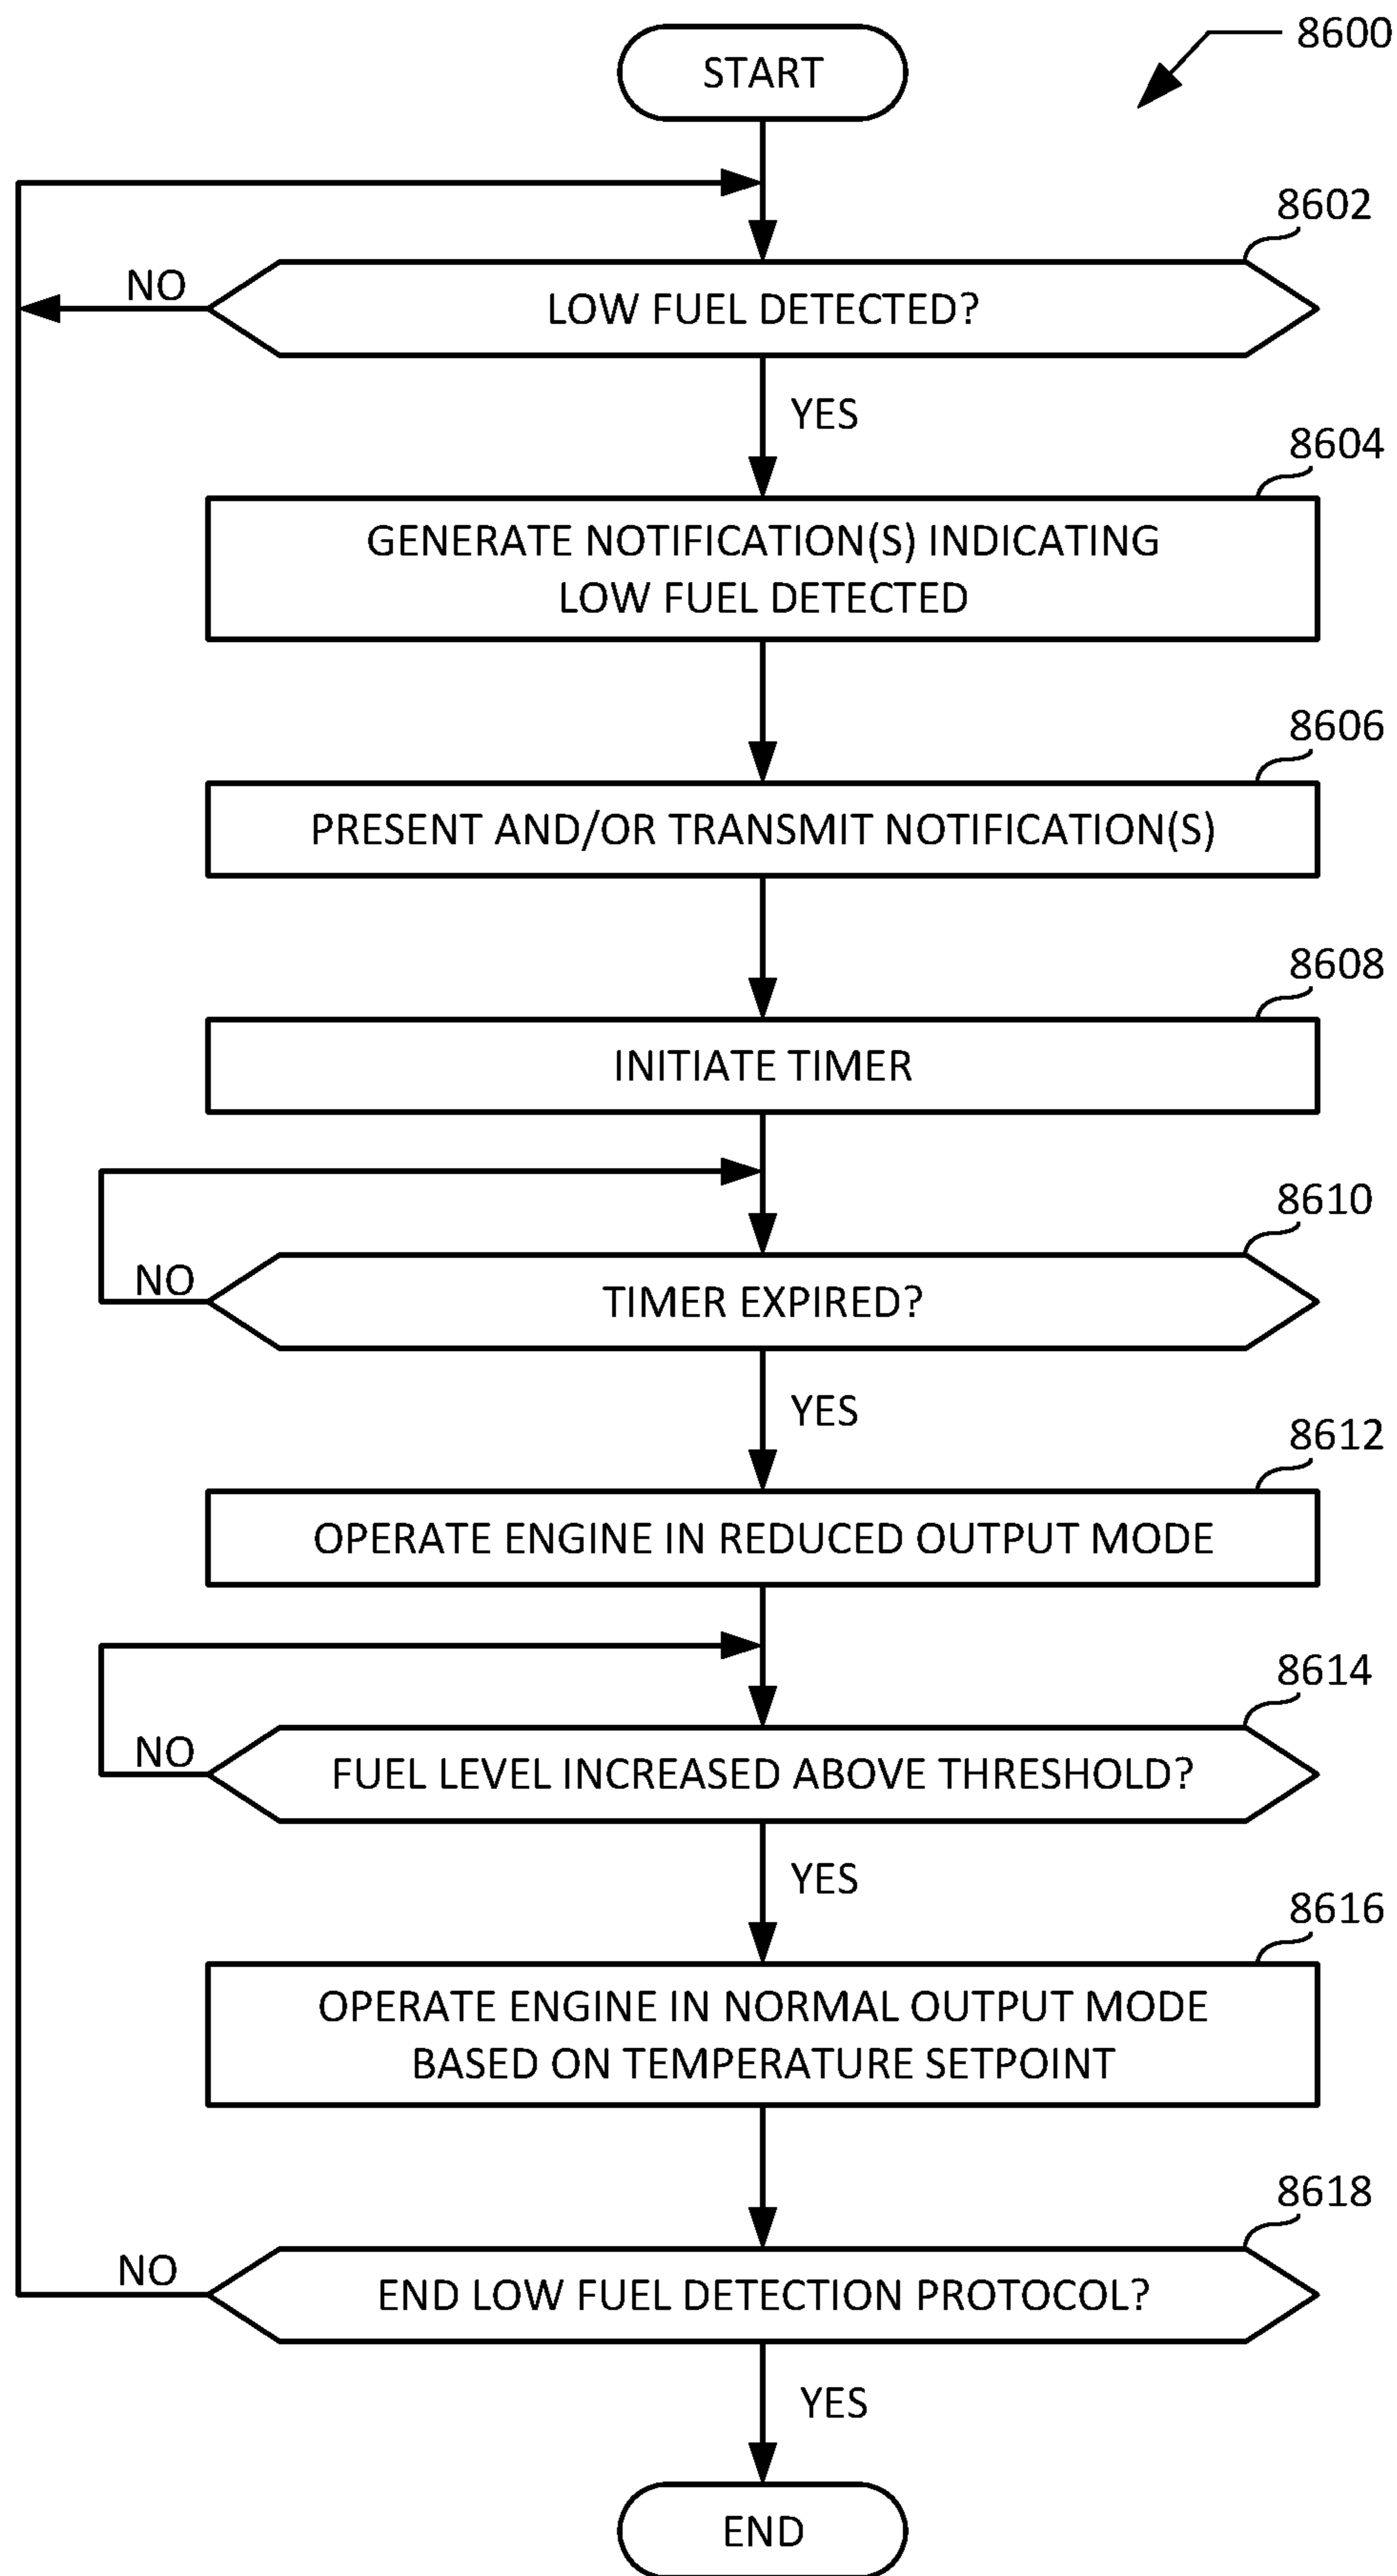 8600
START
8602
NO
LOW FUEL DETECTED?
YES
8604
GENERATE NOTIFICATION(S) INDICATING
LOW FUEL DETECTED
8606
PRESENT AND/OR TRANSMIT NOTIFICATION(S)
8608
INITIATE TIMER
8610
NO
TIMER EXPIRED?
YES
8612
OPERATE ENGINE IN REDUCED OUTPUT MODE
8614
NO
FUEL LEVEL INCREASED ABOVE THRESHOLD?
YES
8616
OPERATE ENGINE IN NORMAL OUTPUT MODE
BASED ON TEMPERATURE SETPOINT
8618
NO
END LOW FUEL DETECTION PROTOCOL?
YES
END